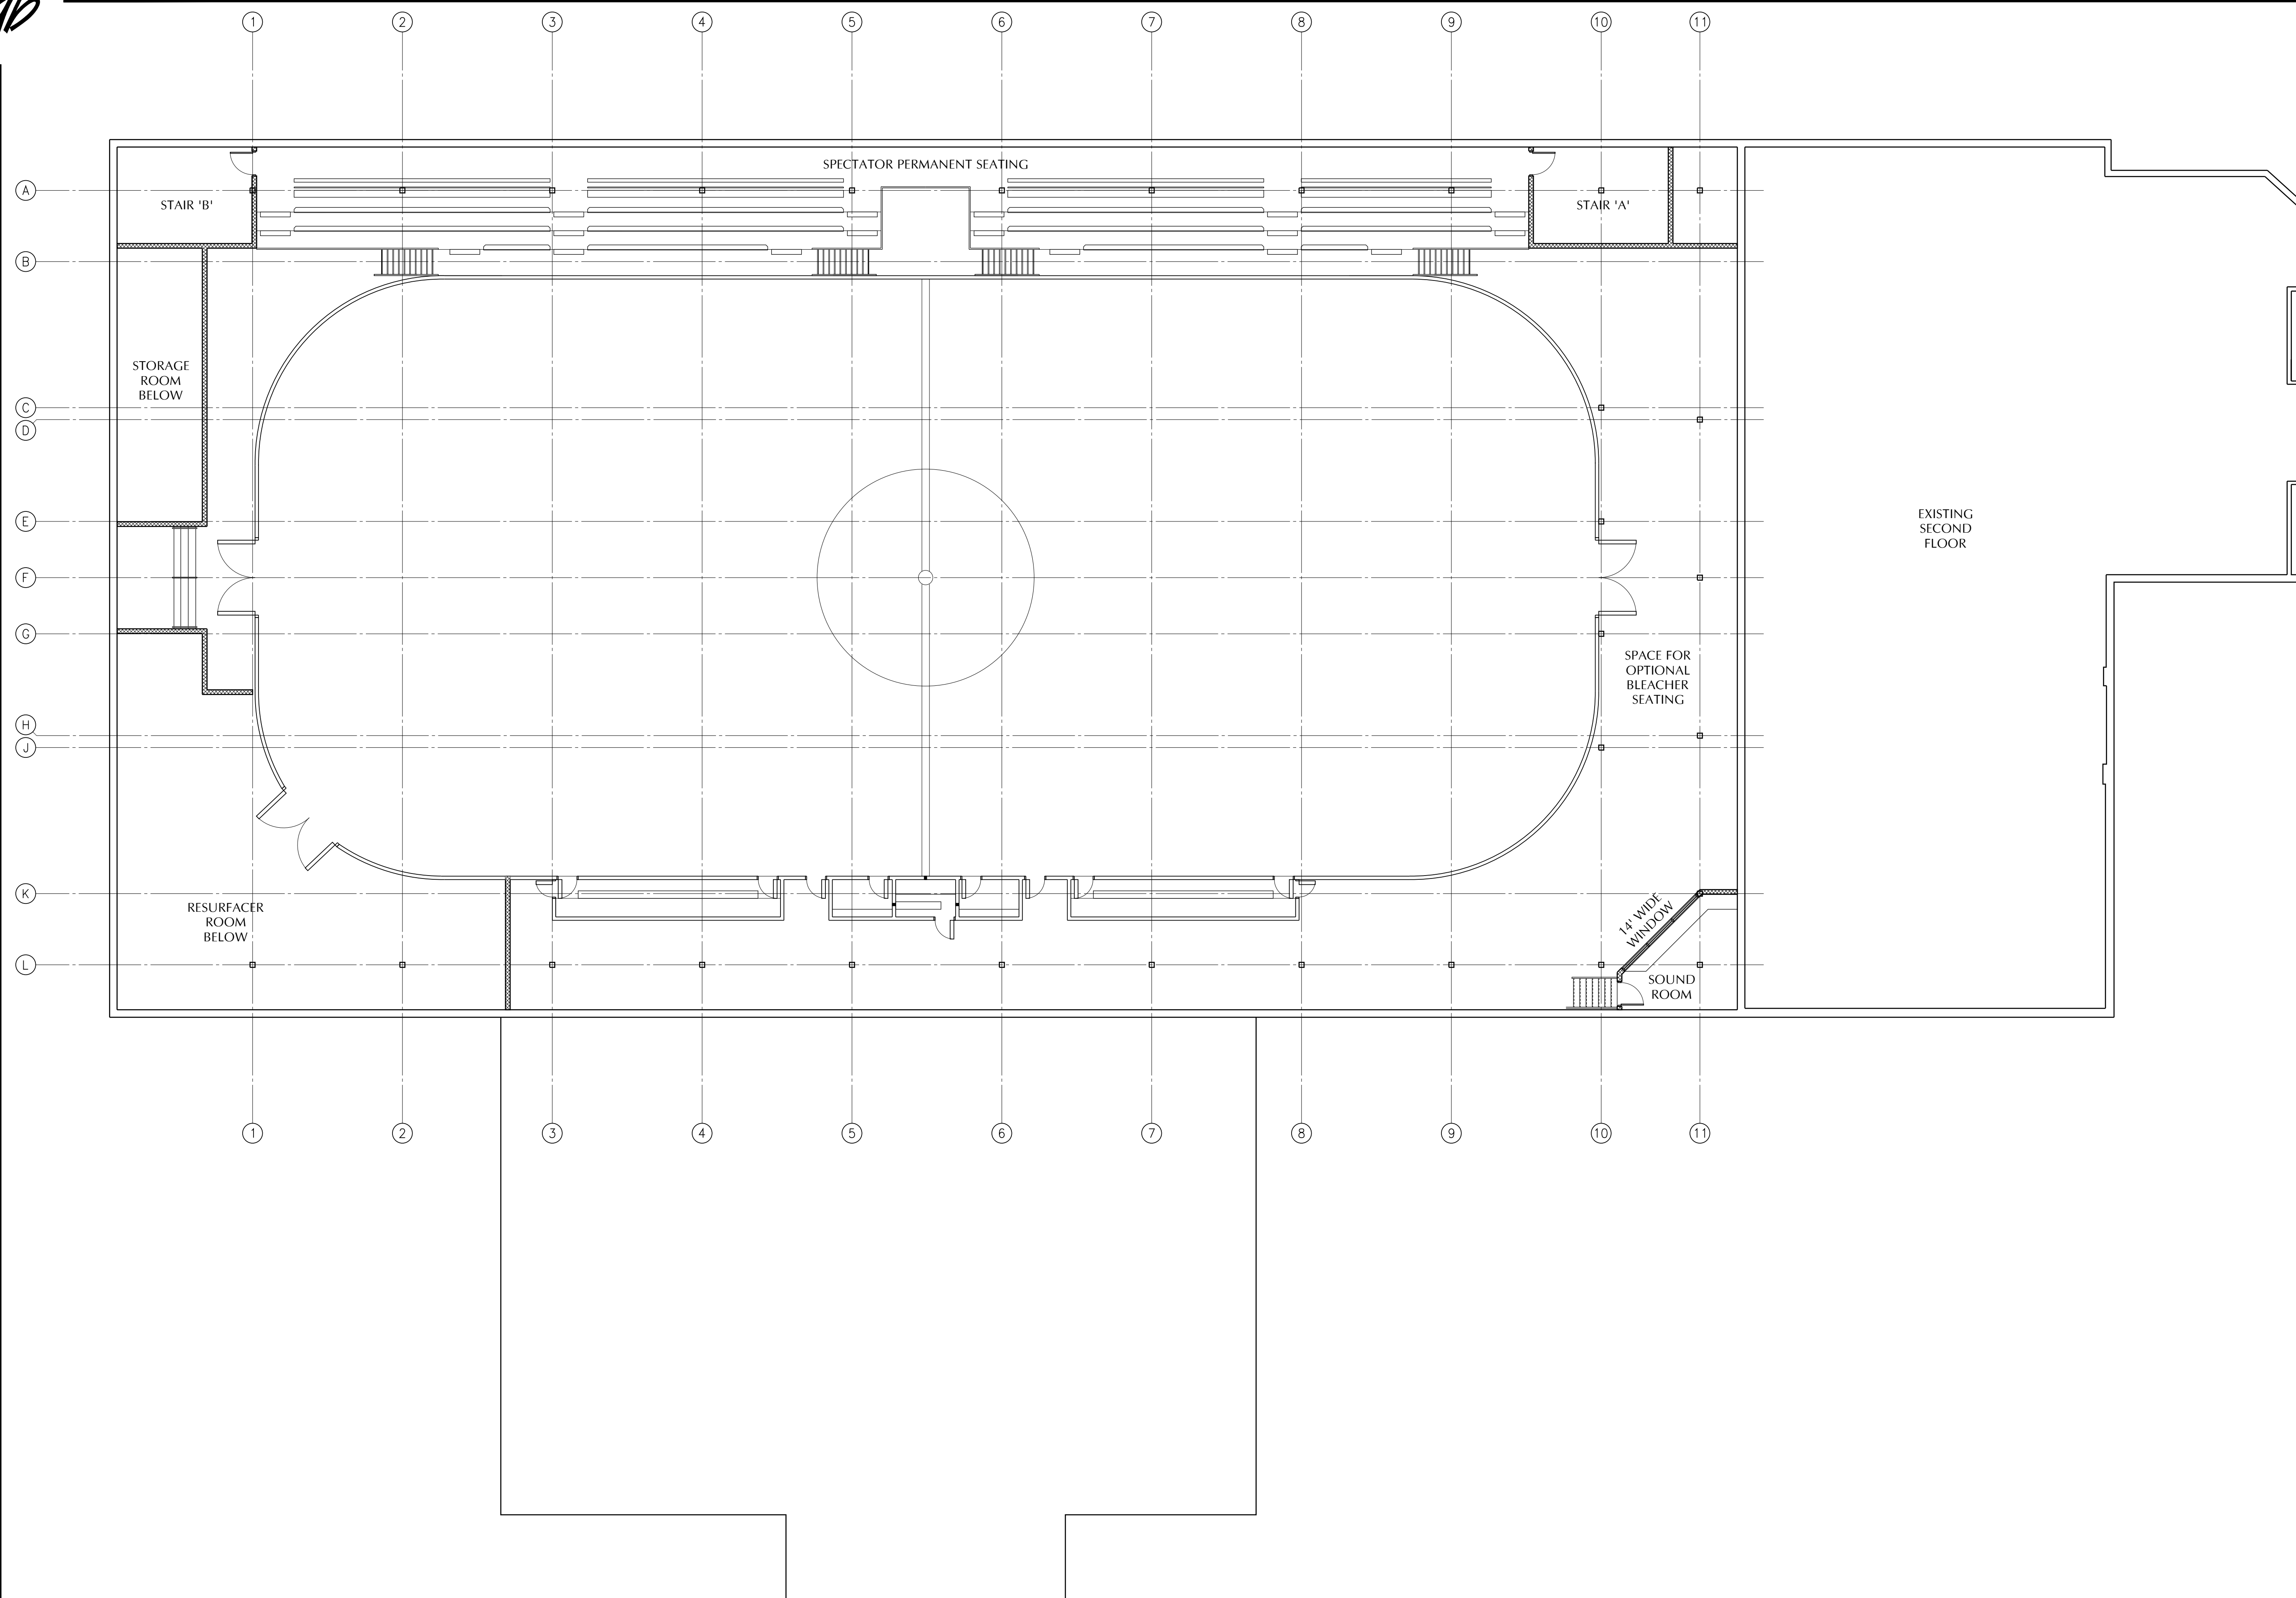 1 2 3 4 5 6 7 8 9 10 11
SPECTATOR PERMANENT SEATING
A
STAIR 'B'
STAIR 'A'
B
STORAGE
ROOM
BELOW
C
D
E
EXISTING
SECOND
FLOOR
F
G
SPACE FOR
OPTIONAL
BLEACHER
SEATING
H
J
K
RESURFACER
ROOM
BELOW
14' WIDE
WINDOW
L
SOUND
ROOM
1 2 3 4 5 6 7 8 9 10 11